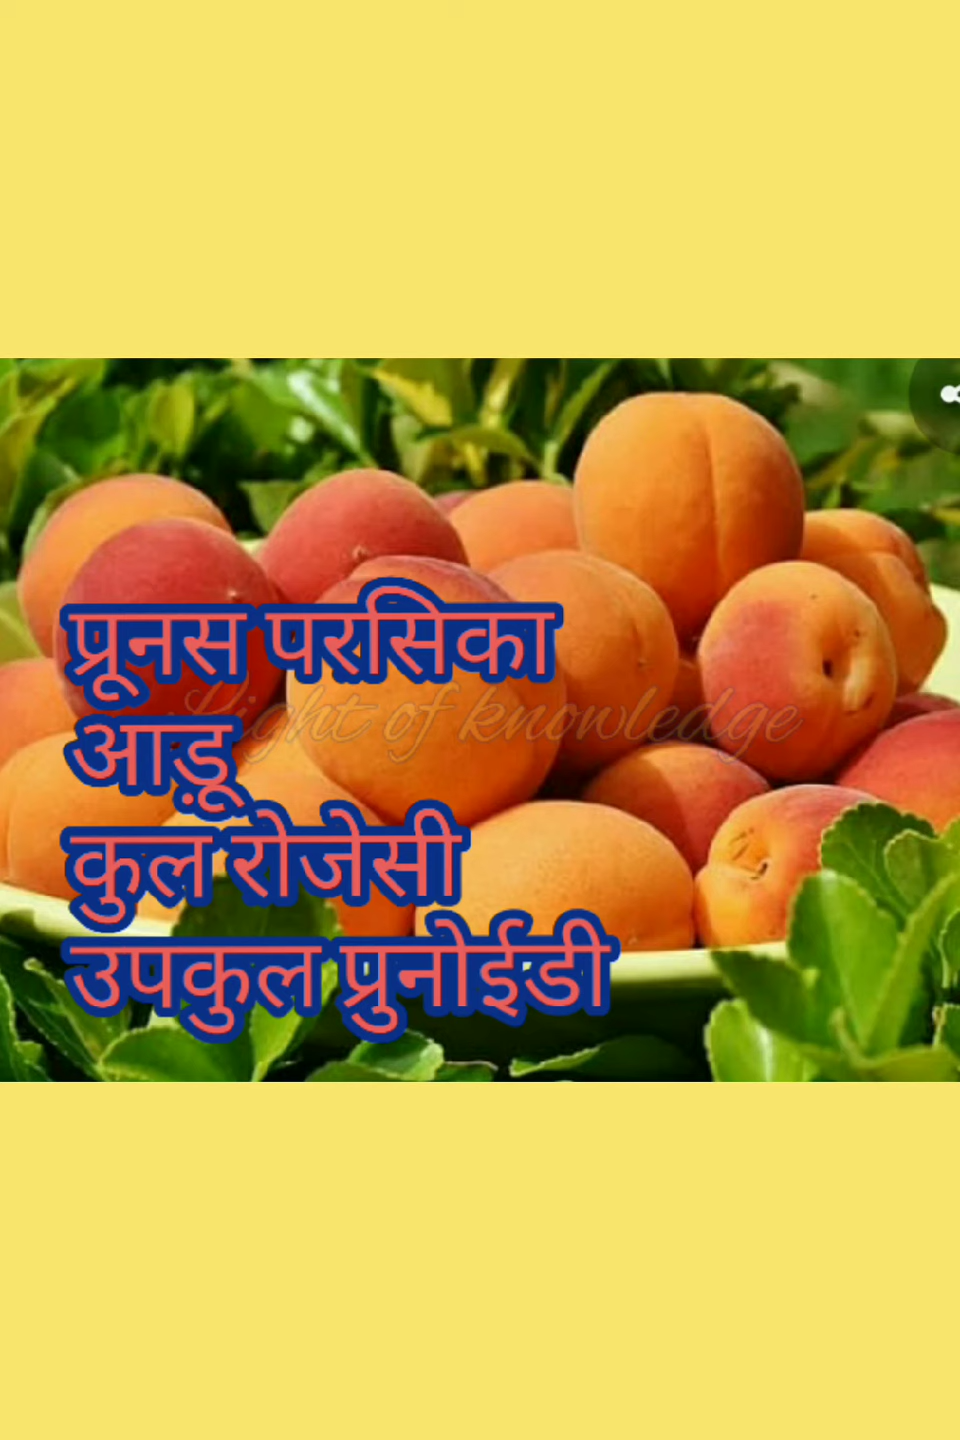 प्रूनस परसिका
Light of knowledge
आड़ू
कुल रोजेसी
उपकुल प्रुनोईडी